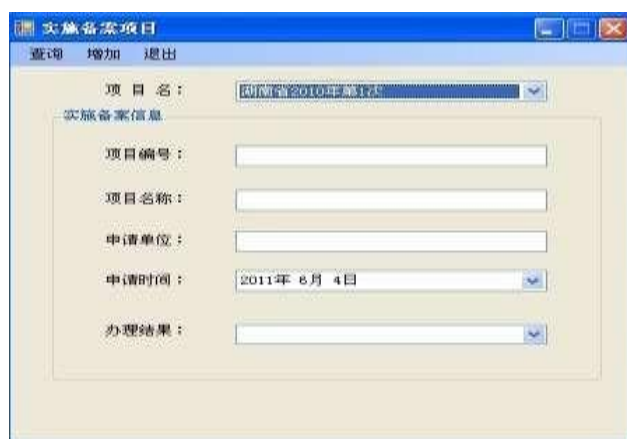 实施备案项目
查询 增加 退出
项 目 名： 湖南省2010年第1次
实施备案信息
项目编号：
项目名称：
申请单位：
申请时间： 2011年 6月 4日
办理结果：